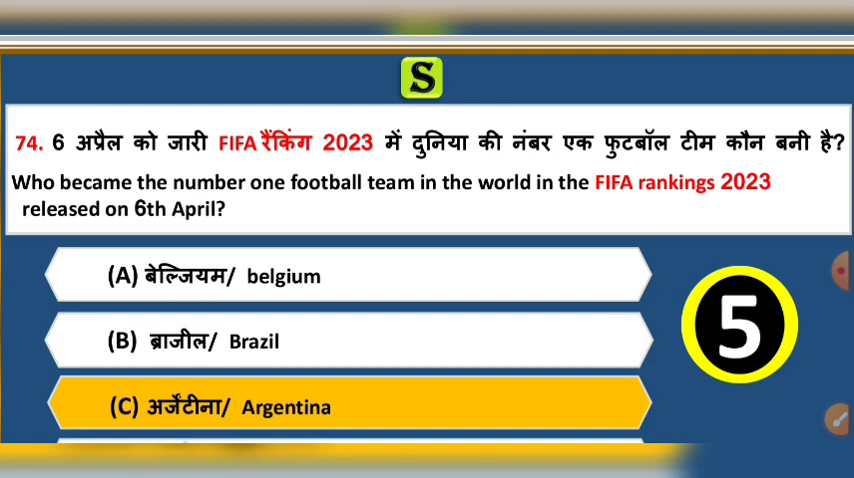 S
74. 6 अप्रैल को जारी FIFA रैंकिंग 2023 में दुनिया की नंबर एक फुटबॉल टीम कौन बनी है?
Who became the number one football team in the world in the FIFA rankings 2023
released on 6th April?
(A) बेल्जियम/ belgium
(B) ब्राजील/ Brazil
5
(C) अर्जेंटीना/ Argentina